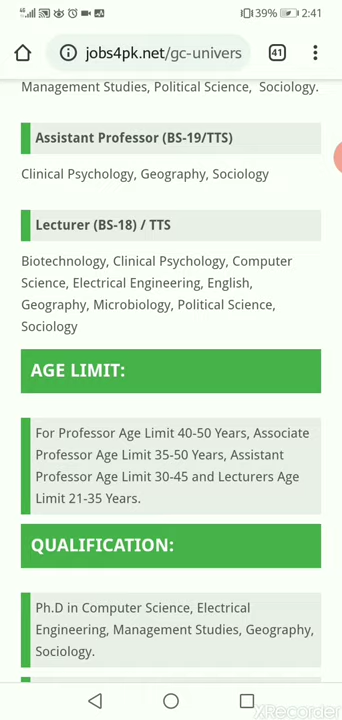 39% 2:41
jobs4pk.net/gc-univers
41
Management Studies, Political Science, Sociology.
Assistant Professor (BS-19/TTS)
Clinical Psychology, Geography, Sociology
Lecturer (BS-18) / TTS
Biotechnology, Clinical Psychology, Computer
Science, Electrical Engineering, English,
Geography, Microbiology, Political Science,
Sociology
AGE LIMIT:
For Professor Age Limit 40-50 Years, Associate
Professor Age Limit 35-50 Years, Assistant
Professor Age Limit 30-45 and Lecturers Age
Limit 21-35 Years.
QUALIFICATION:
Ph.D in Computer Science, Electrical
Engineering, Management Studies, Geography,
Sociology.
XRecorder